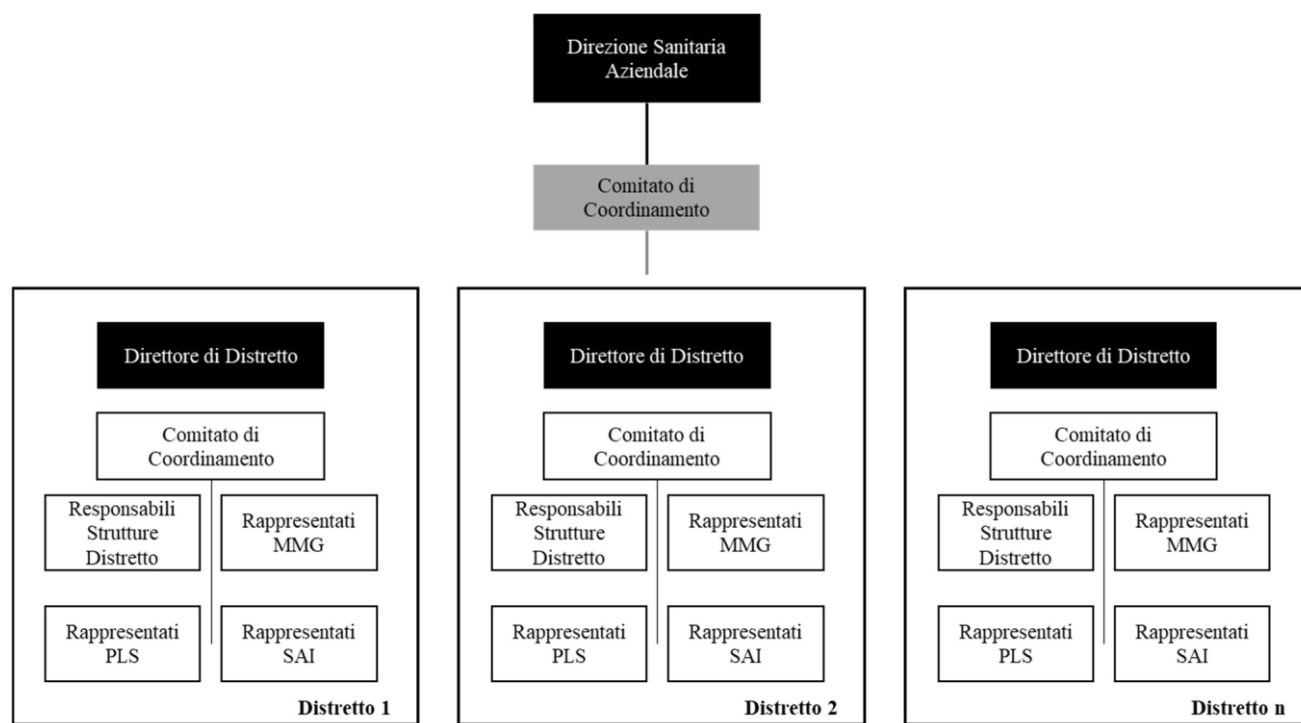 Direzione Sanitaria
Aziendale
Comitato di
Coordinamento
Direttore di Distretto
Comitato di
Coordinamento
Responsabili
Strutture
Distretto
Rappresentati
MMG
Rappresentati
PLS
Rappresentati
SAI
Distretto 1
Direttore di Distretto
Comitato di
Coordinamento
Responsabili
Strutture
Distretto
Rappresentati
MMG
Rappresentati
PLS
Rappresentati
SAI
Distretto 2
Direttore di Distretto
Comitato di
Coordinamento
Responsabili
Strutture
Distretto
Rappresentati
MMG
Rappresentati
PLS
Rappresentati
SAI
Distretto n